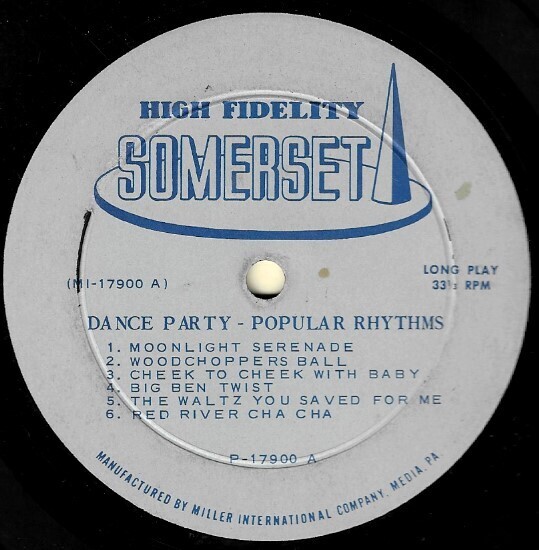 HIGH FIDELITY
SOMERSET
(MI-17900 A)
LONG PLAY
33⅓ RPM
DANCE PARTY - POPULAR RHYTHMS
1. MOONLIGHT SERENADE
2. WOODCHOPPERS BALL
3. CHEEK TO CHEEK WITH BABY
4. BIG BEN TWIST
5. THE WALTZ YOU SAVED FOR ME
6. RED RIVER CHA CHA
P-17900 A
MANUFACTURED BY MILLER INTERNATIONAL COMPANY, MEDIA, PA